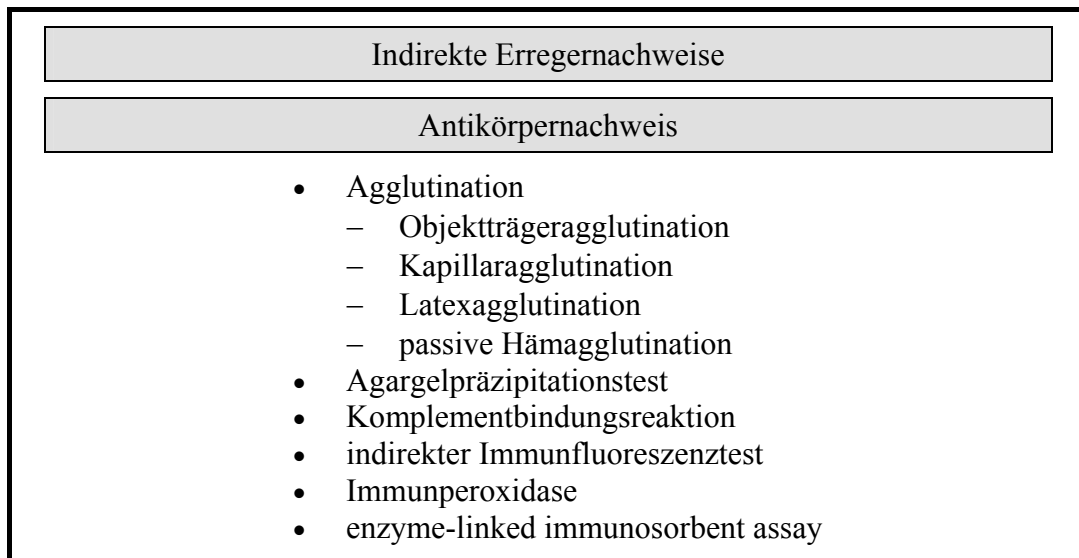 Indirekte Erregernachweise
Antikörpernachweis
• Agglutination
– Objektträgeragglutination
– Kapillaragglutination
– Latexagglutination
– passive Hämagglutination
• Agargelpräzipitationstest
• Komplementbindungsreaktion
• indirekter Immunfluoreszenztest
• Immunperoxidase
• enzyme-linked immunosorbent assay